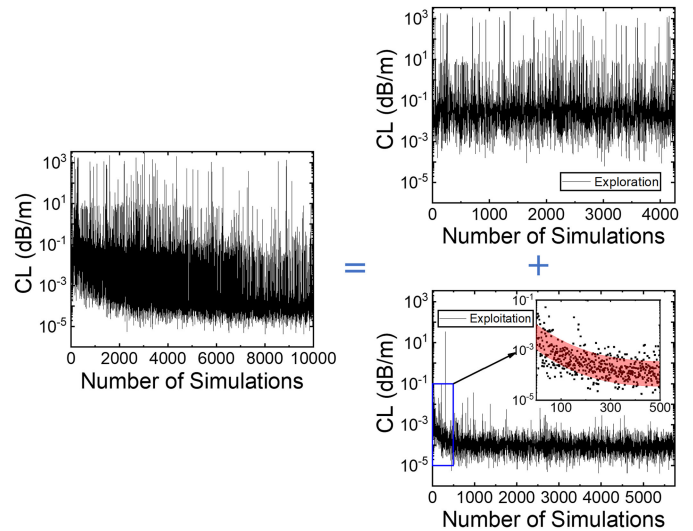 10³
10¹
10⁻¹
10⁻³
10⁻⁵
CL (dB/m)
0 2000 4000 6000 8000 10000
Number of Simulations
=
10³
10¹
10⁻¹
10⁻³
10⁻⁵
CL (dB/m)
Exploration
0 1000 2000 3000 4000
Number of Simulations
+
10³
10¹
10⁻¹
10⁻³
10⁻⁵
CL (dB/m)
Exploitation
10⁻¹
10⁻³
10⁻⁵
100 300 500
0 1000 2000 3000 4000 5000
Number of Simulations